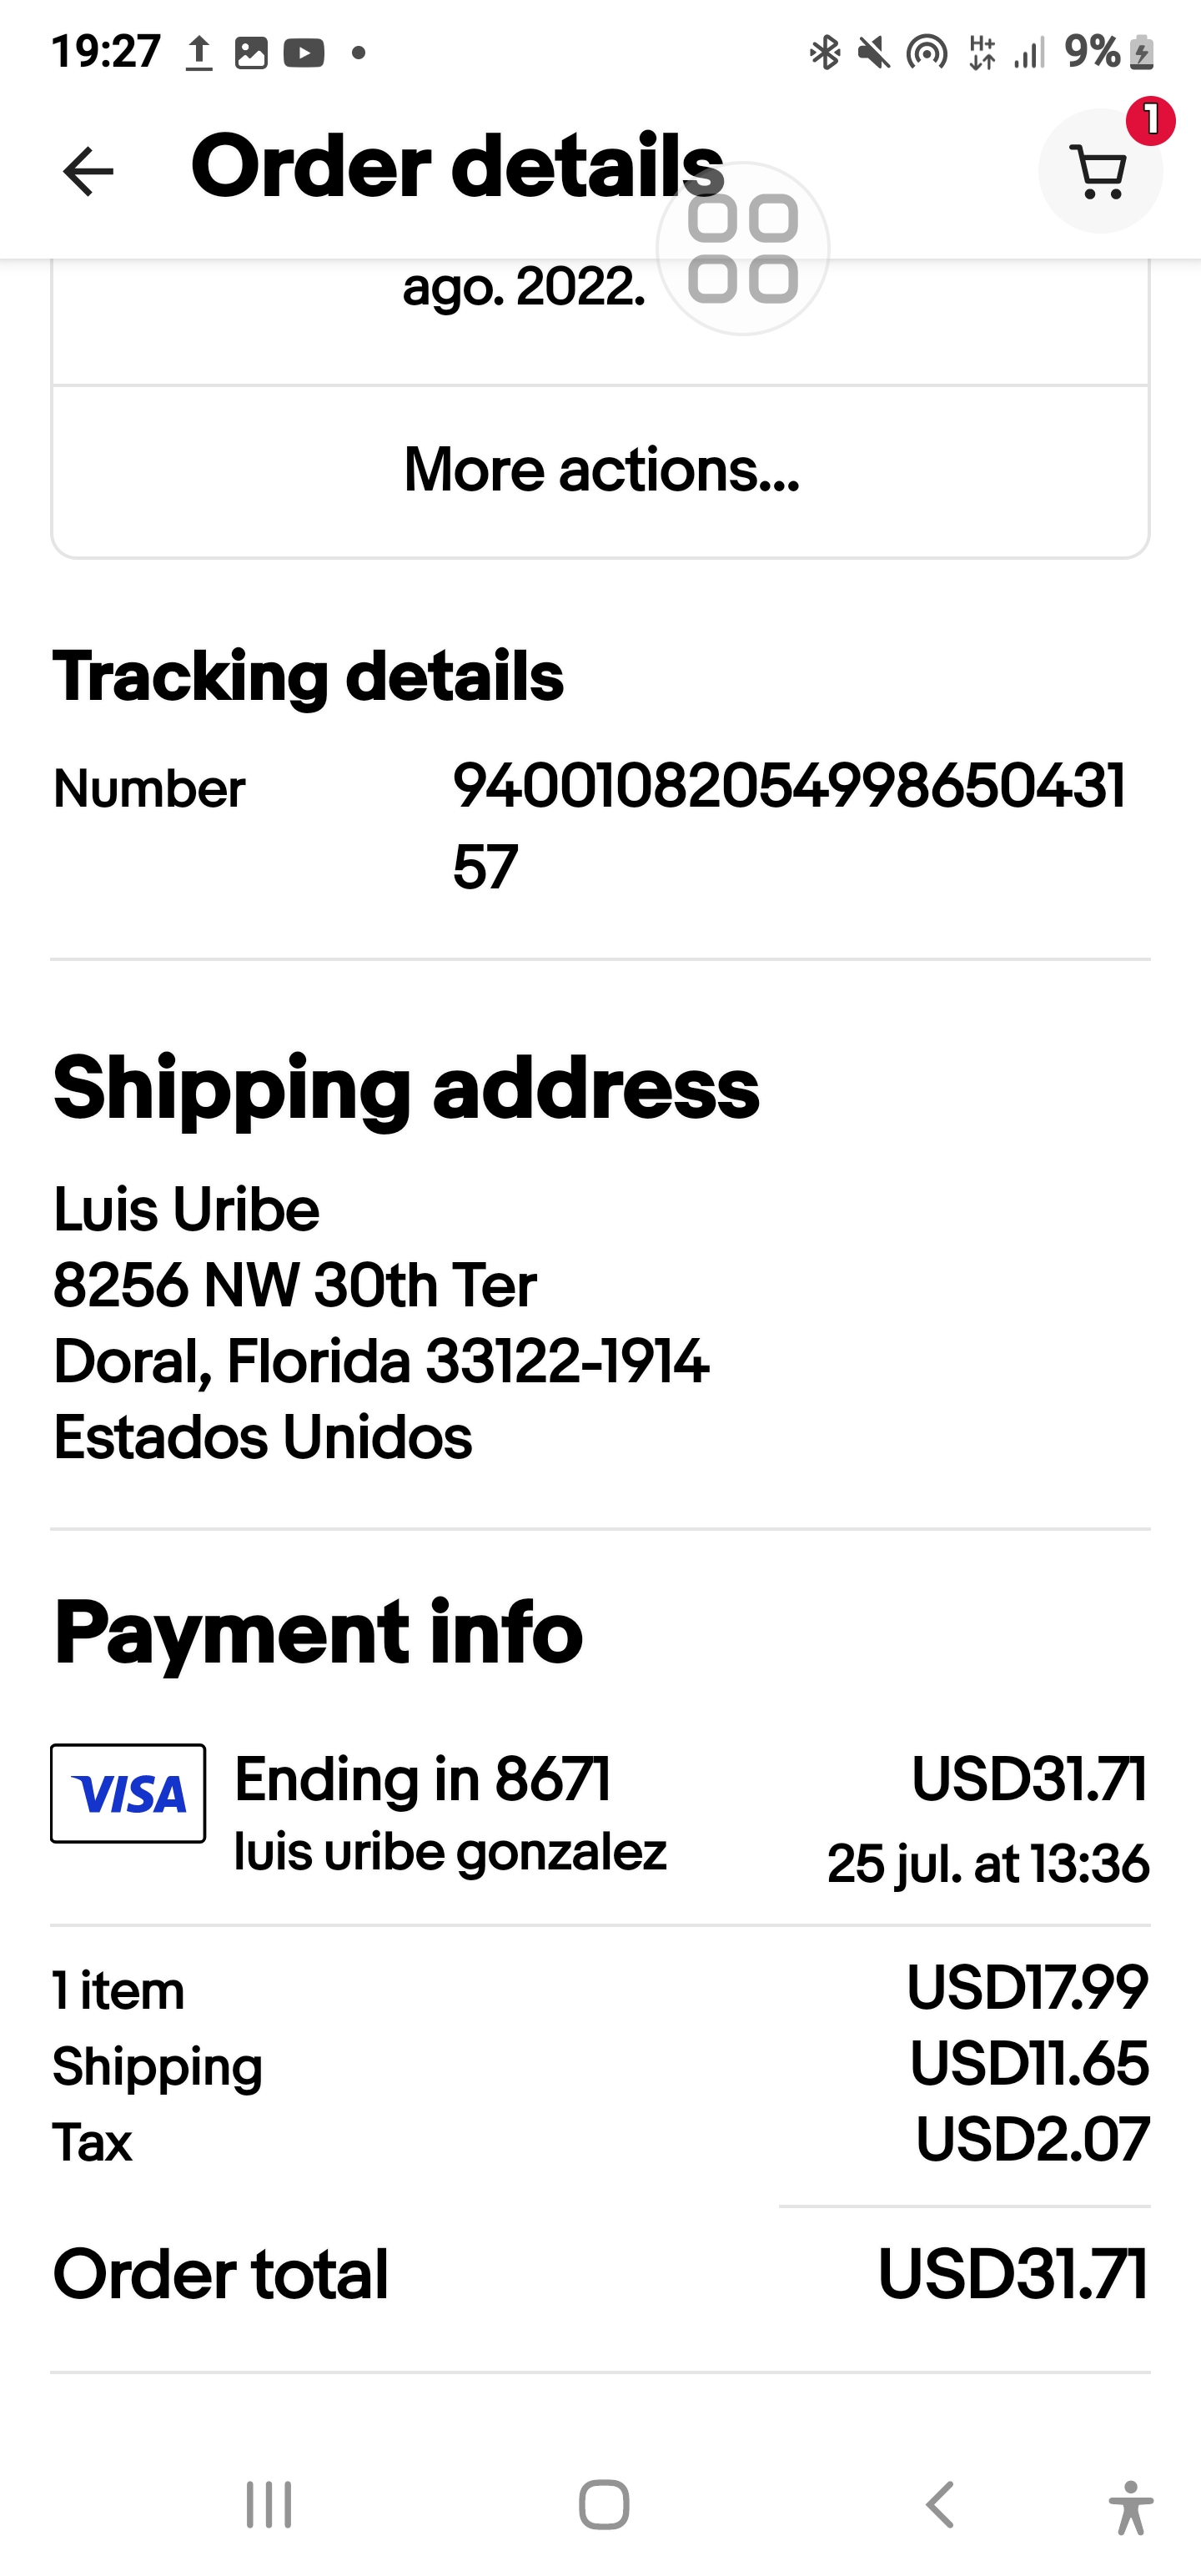 19:27
H+
9%
Order details
1
ago. 2022.
More actions...
Tracking details
Number
94001082054998650431
57
Shipping address
Luis Uribe
8256 NW 30th Ter
Doral, Florida 33122-1914
Estados Unidos
Payment info
VISA
Ending in 8671
USD31.71
luis uribe gonzalez
25 jul. at 13:36
1 item
USD17.99
Shipping
USD11.65
Tax
USD2.07
Order total
USD31.71